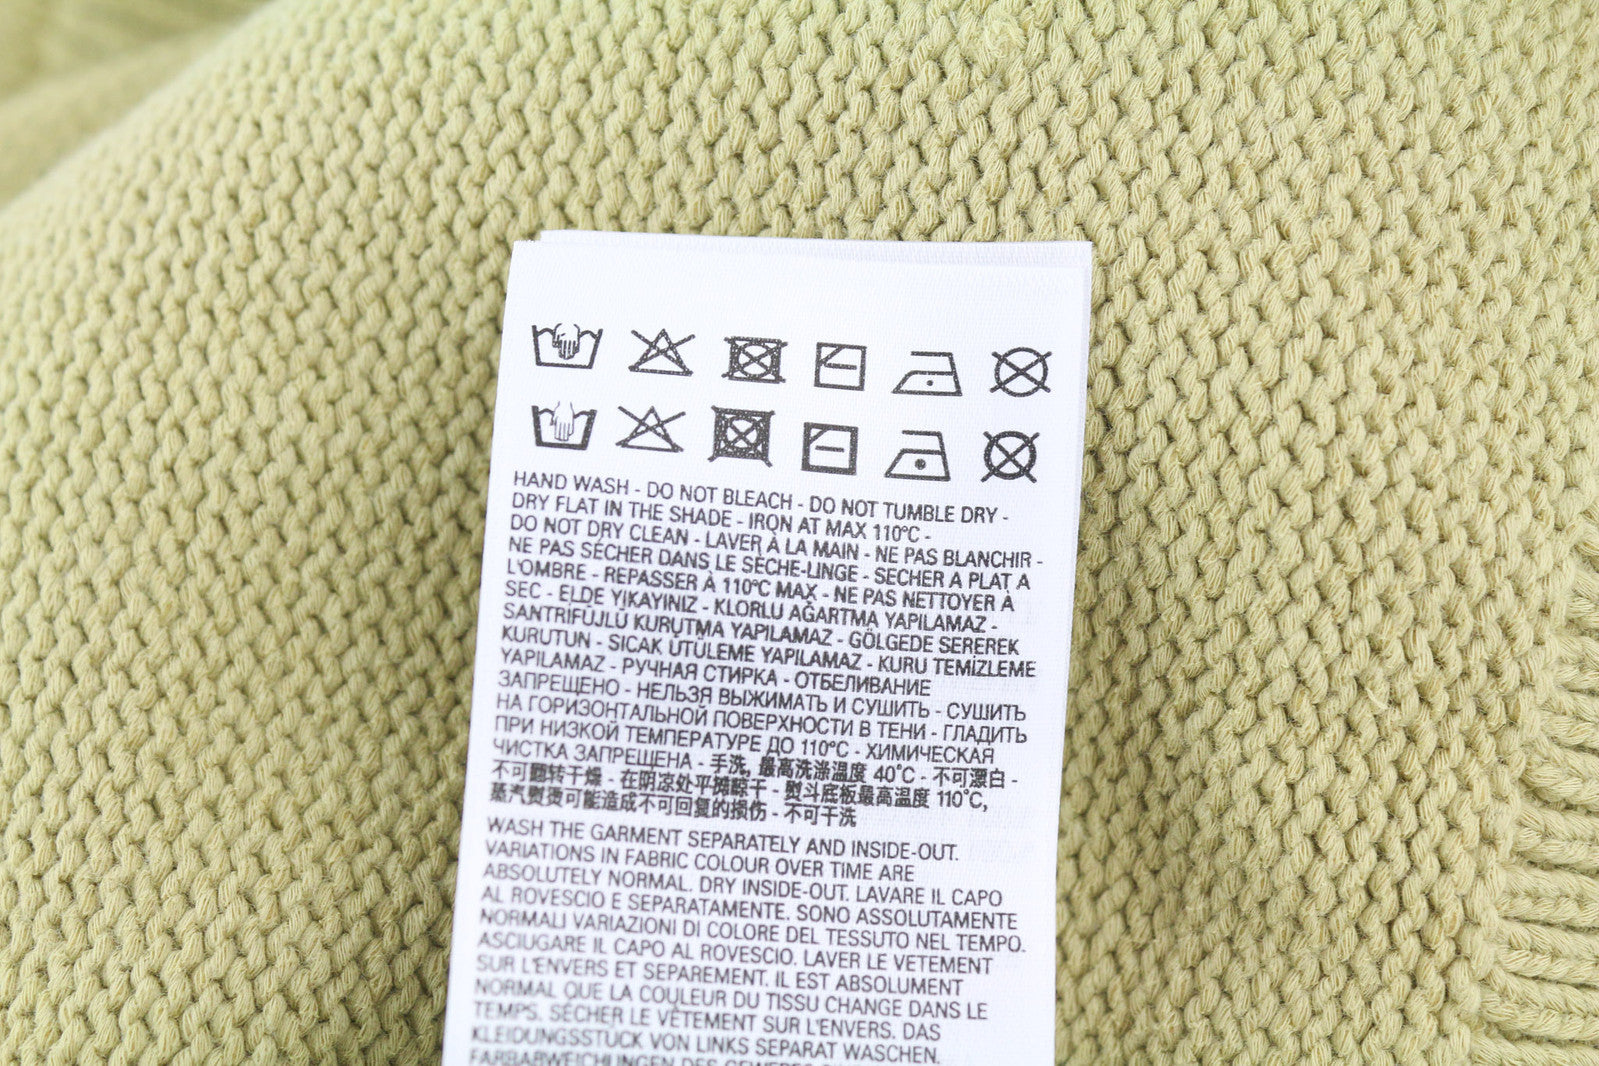 HAND WASH - DO NOT BLEACH - DO NOT TUMBLE DRY -
DRY FLAT IN THE SHADE - IRON AT MAX 110°C -
DO NOT DRY CLEAN - LAVER À LA MAIN - NE PAS BLANCHIR -
NE PAS SÉCHER DANS LE SÈCHE-LINGE - SECHER A PLAT A
L'OMBRE - REPASSER À 110°C MAX - NE PAS NETTOYER À
SEC - ELDE YIKAYINIZ - KLORLU AĞARTMA YAPILAMAZ -
SANTRİFÜJLÜ KURUTMA YAPILAMAZ - GÖLGEDE SEREREK
KURUTUN - SICAK ÜTÜLEME YAPILAMAZ - KURU TEMİZLEME
YAPILAMAZ - РУЧНАЯ СТИРКА - ОТБЕЛИВАНИЕ
ЗАПРЕЩЕНО - НЕЛЬЗЯ ВЫЖИМАТЬ И СУШИТЬ - СУШИТЬ
НА ГОРИЗОНТАЛЬНОЙ ПОВЕРХНОСТИ В ТЕНИ - ГЛАДИТЬ
ПРИ НИЗКОЙ ТЕМПЕРАТУРЕ ДО 110°C - ХИМИЧЕСКАЯ
ЧИСТКА ЗАПРЕЩЕНА - 手洗, 最高洗涤温度 40°C - 不可漂白 -
不可翻转干燥 - 在阴凉处平摊晾干 - 熨斗底板最高温度 110°C,
蒸汽熨烫可能造成不可回复的损伤 - 不可干洗
WASH THE GARMENT SEPARATELY AND INSIDE-OUT.
VARIATIONS IN FABRIC COLOUR OVER TIME ARE
ABSOLUTELY NORMAL. DRY INSIDE-OUT. LAVARE IL CAPO
AL ROVESCIO E SEPARATAMENTE. SONO ASSOLUTAMENTE
NORMALI VARIAZIONI DI COLORE DEL TESSUTO NEL TEMPO.
ASCIUGARE IL CAPO AL ROVESCIO. LAVER LE VETEMENT
SUR L'ENVERS ET SEPAREMENT. IL EST ABSOLUMENT
NORMAL QUE LA COULEUR DU TISSU CHANGE DANS LE
TEMPS. SÉCHER LE VÊTEMENT SUR L'ENVERS. DAS
KLEIDUNGSSTÜCK VON LINKS SEPARAT WASCHEN.
FARBABWEICHUNGEN DES